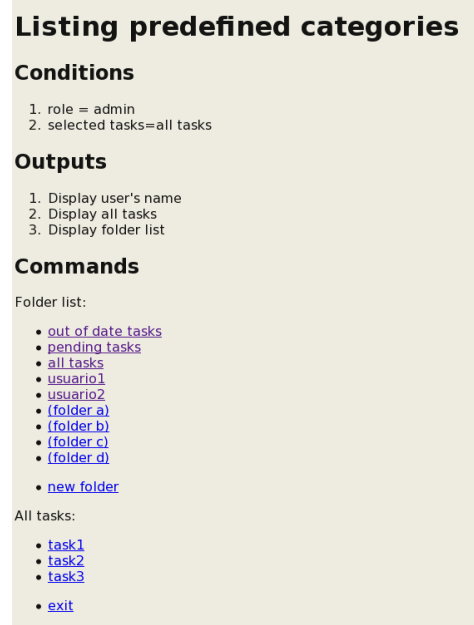 Listing predefined categories
Conditions
1. role = admin
2. selected tasks=all tasks
Outputs
1. Display user's name
2. Display all tasks
3. Display folder list
Commands
Folder list:
• out of date tasks
• pending tasks
• all tasks
• usuario1
• usuario2
• (folder a)
• (folder b)
• (folder c)
• (folder d)
• new folder
All tasks:
• task1
• task2
• task3
• exit